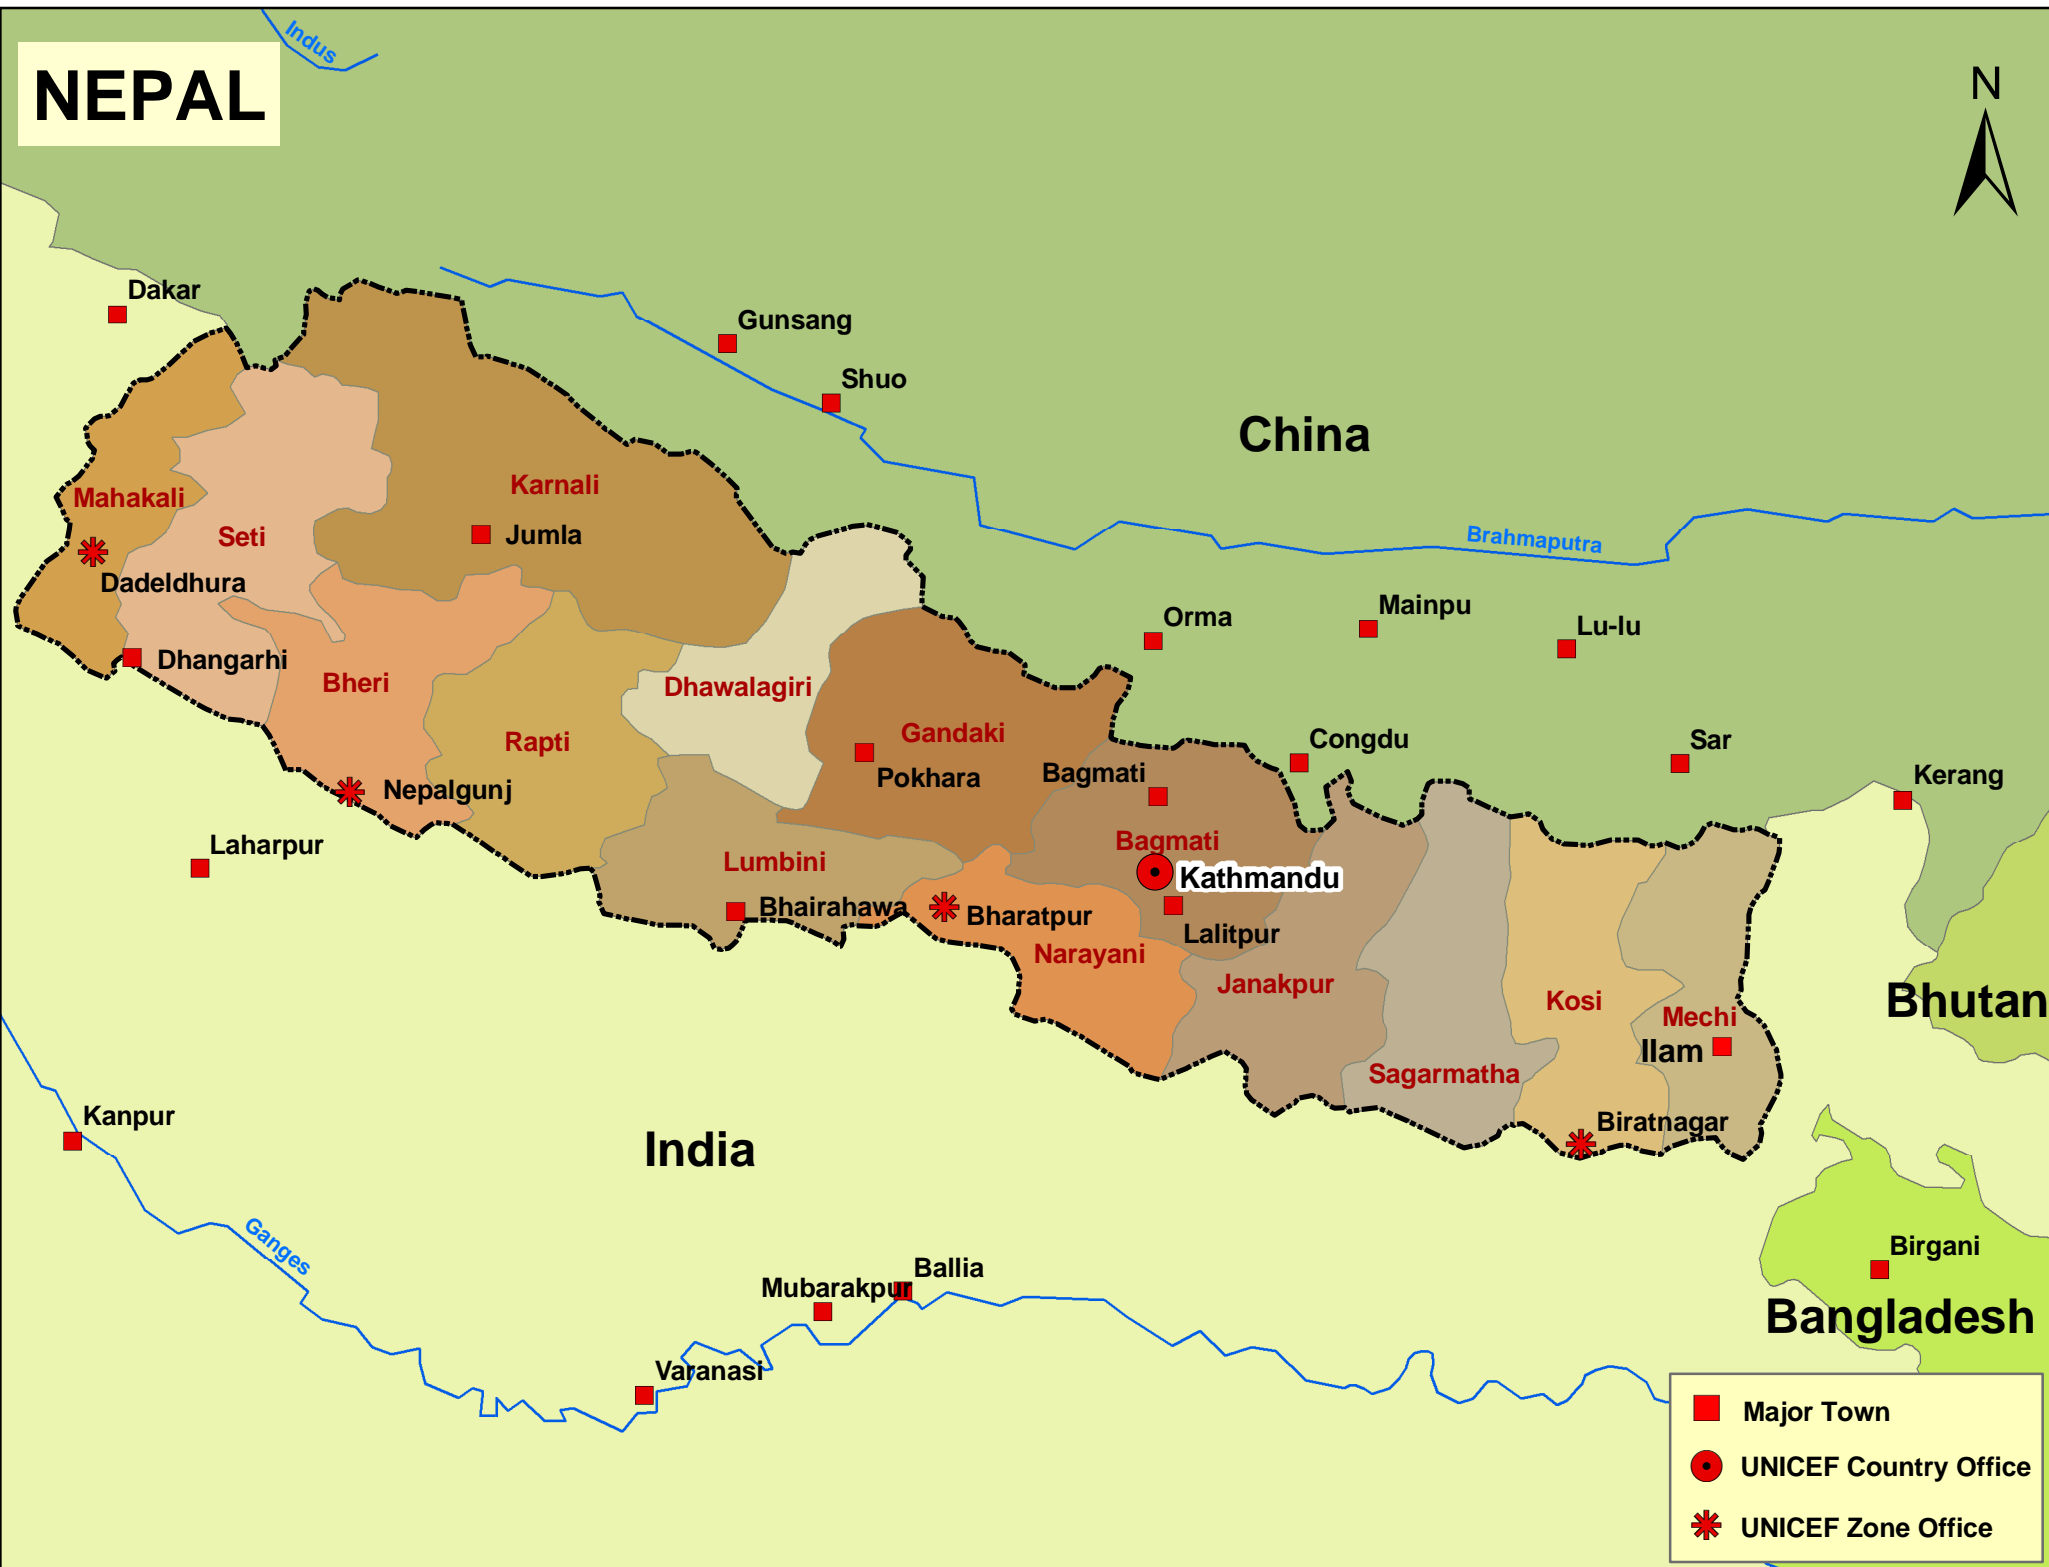 Indus
NEPAL
N
Dakar
Gunsang
Shuo
China
Karnali
Mahakali
Jumla
Seti
Brahmaputra
Dadeldhura
Orma
Mainpu
Lu-lu
Dhangarhi
Bheri
Dhawalagiri
Gandaki
Rapti
Congdu
Sar
Pokhara
Bagmati
Kerang
Nepalgunj
Laharpur
Bagmati
Lumbini
Kathmandu
Bhairahawa
Bharatpur
Lalitpur
Narayani
Janakpur
Kosi
Bhutan
Mechi
Ilam
Sagarmatha
Kanpur
Biratnagar
India
Ganges
Birgani
Ballia
Mubarakpur
Bangladesh
Varanasi
Major Town
UNICEF Country Office
UNICEF Zone Office